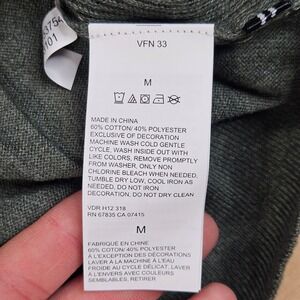 3754
101
VFN 33
M
MADE IN CHINA
60% COTTON/ 40% POLYESTER
EXCLUSIVE OF DECORATION
MACHINE WASH COLD GENTLE
CYCLE, WASH INSIDE OUT WITH
LIKE COLORS, REMOVE PROMPTLY
FROM WASHER, ONLY NON
CHLORINE BLEACH WHEN NEEDED.
TUMBLE DRY LOW, COOL IRON AS
NEEDED, DO NOT IRON
DECORATION, DO NOT DRY CLEAN
VDR H12 318
RN 67835 CA 07415
M
FABRIQUÉ EN CHINE
60% COTON/ 40% POLYESTER
À L'EXCEPTION DES DÉCORATIONS
LAVER À LA MACHINE À L'EAU
FROIDE AU CYCLE DÉLICAT, LAVER
À L'ENVERS AVEC DES COULEURS
SEMBLABLES, RETIRER